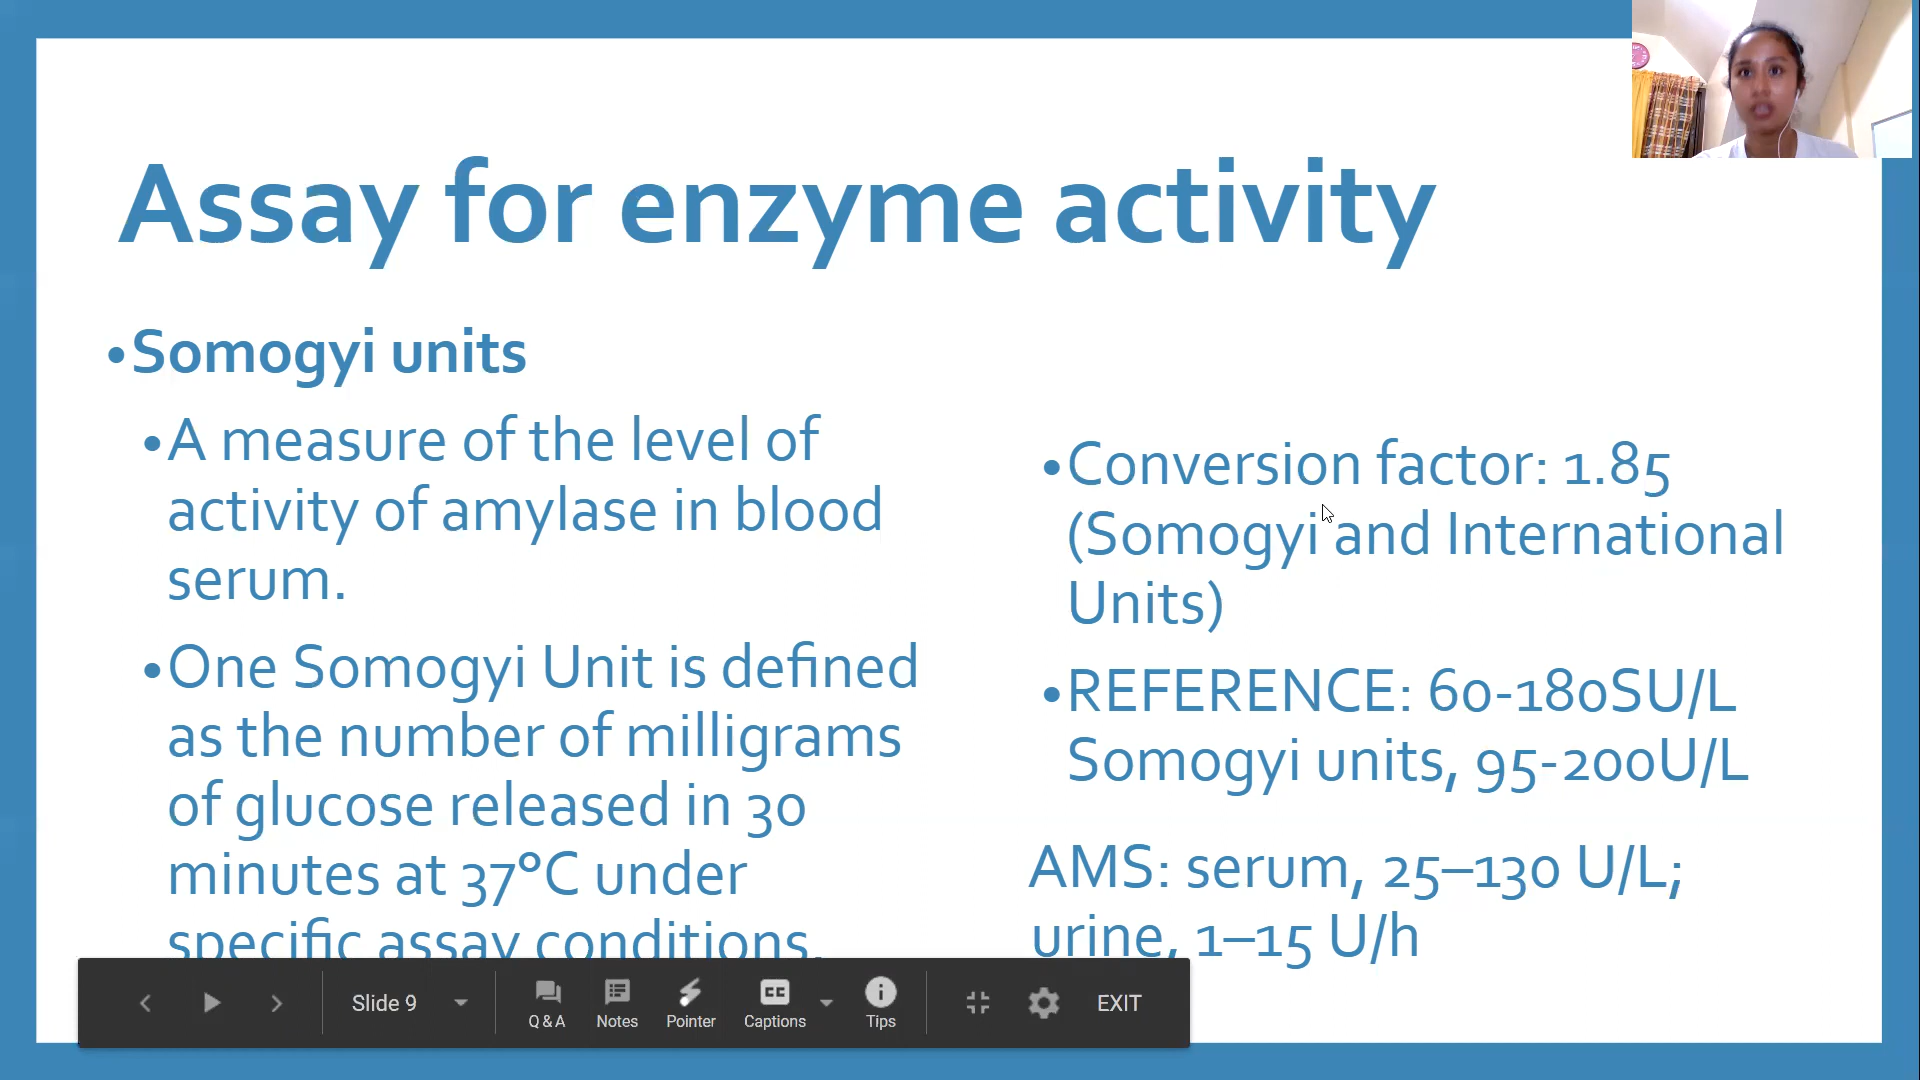 Assay for enzyme activity
•Somogyi units
•A measure of the level of
activity of amylase in blood
serum.
•One Somogyi Unit is defined
as the number of milligrams
of glucose released in 30
minutes at 37°C under
specific assay conditions.
•Conversion factor: 1.85
(Somogyi and International
Units)
•REFERENCE: 60-180SU/L
Somogyi units, 95-200U/L
AMS: serum, 25–130 U/L;
urine, 1–15 U/h
Slide 9
Q&A
Notes
Pointer
CC
Captions
Tips
EXIT